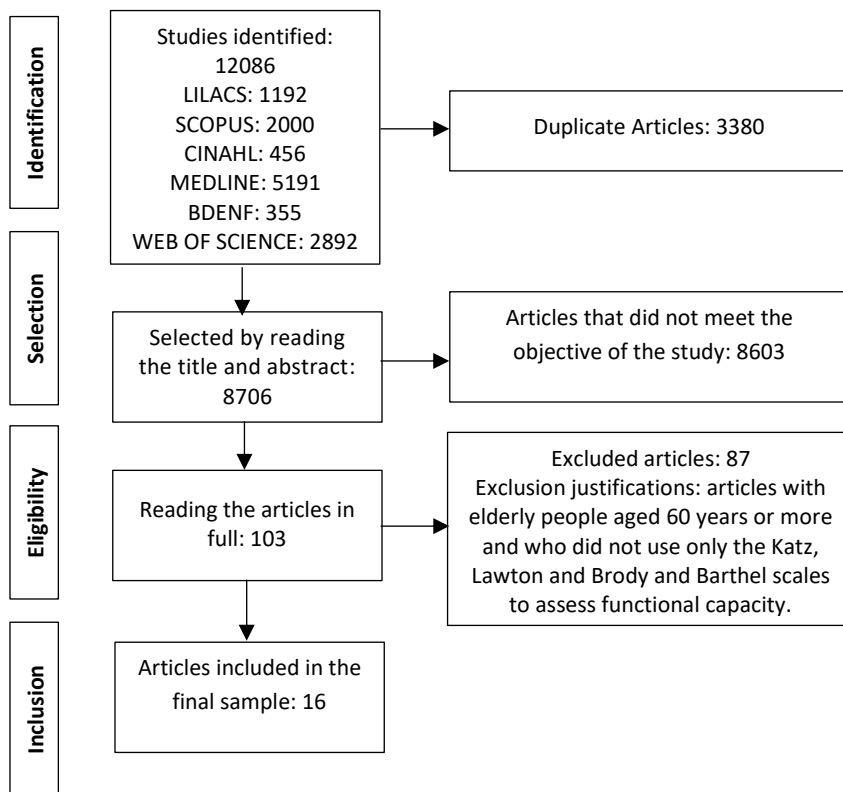 Identification
Studies identified:
12086
LILACS: 1192
SCOPUS: 2000
CINAHL: 456
MEDLINE: 5191
BDENF: 355
WEB OF SCIENCE: 2892
Duplicate Articles: 3380
Selection
Selected by reading
the title and abstract:
8706
Articles that did not meet the
objective of the study: 8603
Eligibility
Reading the articles in
full: 103
Excluded articles: 87
Exclusion justifications: articles with
elderly people aged 60 years or more
and who did not use only the Katz,
Lawton and Brody and Barthel scales
to assess functional capacity.
Inclusion
Articles included in the
final sample: 16